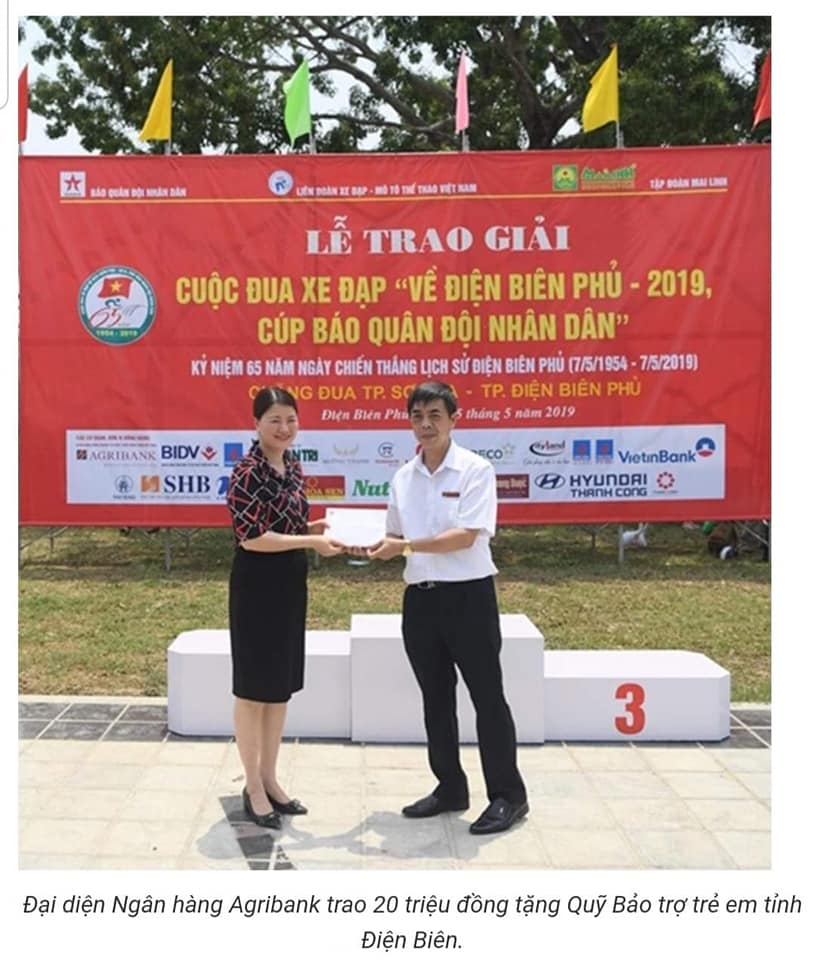 BÁO QUÂN ĐỘI NHÂN DÂN
LIÊN ĐOÀN XE ĐẠP - MÔ TÔ THỂ THAO VIỆT NAM
TẬP ĐOÀN MAI LINH
LỄ TRAO GIẢI
CUỘC ĐUA XE ĐẠP “VỀ ĐIỆN BIÊN PHỦ - 2019,
CÚP BÁO QUÂN ĐỘI NHÂN DÂN”
1954 - 2019
KỶ NIỆM 65 NĂM NGÀY CHIẾN THẮNG LỊCH SỬ ĐIỆN BIÊN PHỦ (7/5/1954 - 7/5/2019)
ĐUA TP. - TP. ĐIỆN BIÊN PHỦ
Điện Biên Phủ 5 tháng 5 năm 2019
AGRIBANK BIDV VietinBank
SHB HOA SEN Nut HYUNDAI
THANH CONG
3
Đại diện Ngân hàng Agribank trao 20 triệu đồng tặng Quỹ Bảo trợ trẻ em tỉnh
Điện Biên.